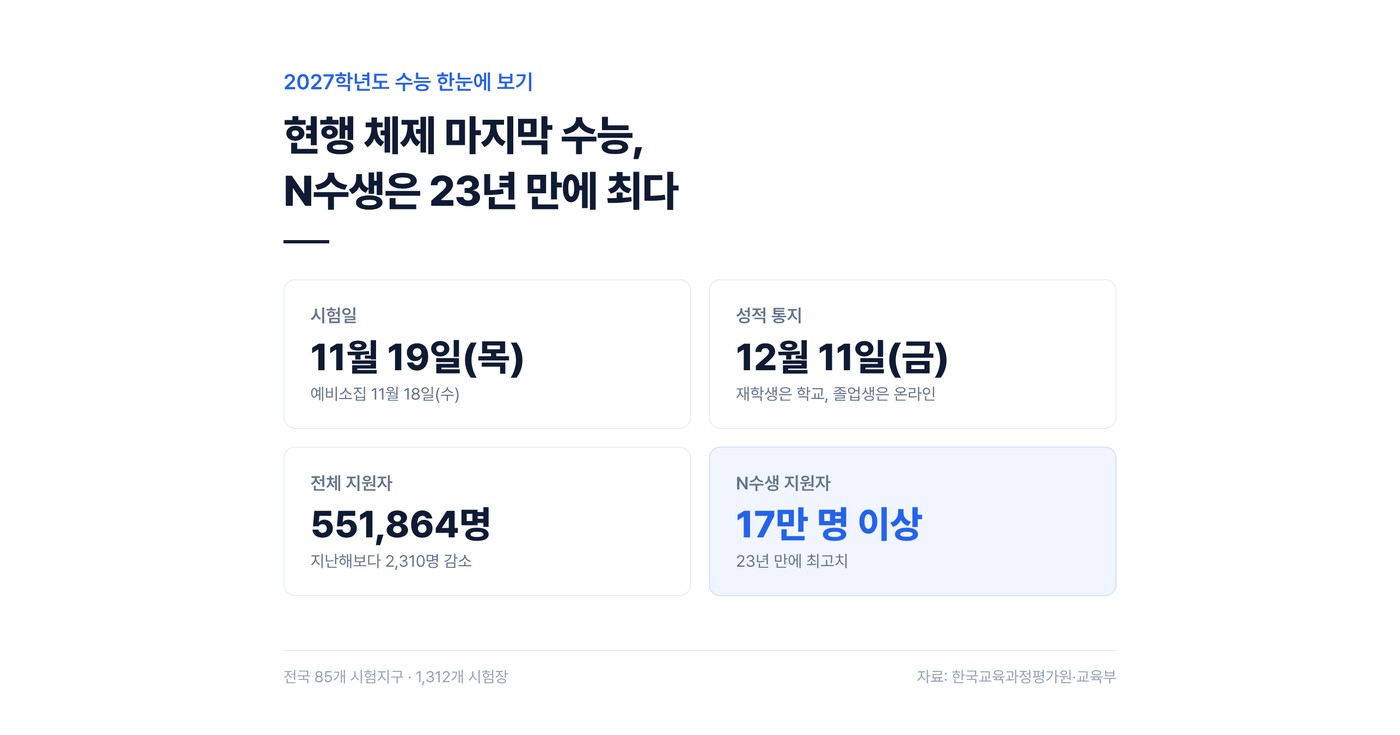 2027학년도 수능 한눈에 보기
현행 체제 마지막 수능,
N수생은 23년 만에 최다
시험일
11월 19일(목)
예비소집 11월 18일(수)
성적 통지
12월 11일(금)
재학생은 학교, 졸업생은 온라인
전체 지원자
551,864명
지난해보다 2,310명 감소
N수생 지원자
17만 명 이상
23년 만에 최고치
전국 85개 시험지구 · 1,312개 시험장
자료: 한국교육과정평가원·교육부